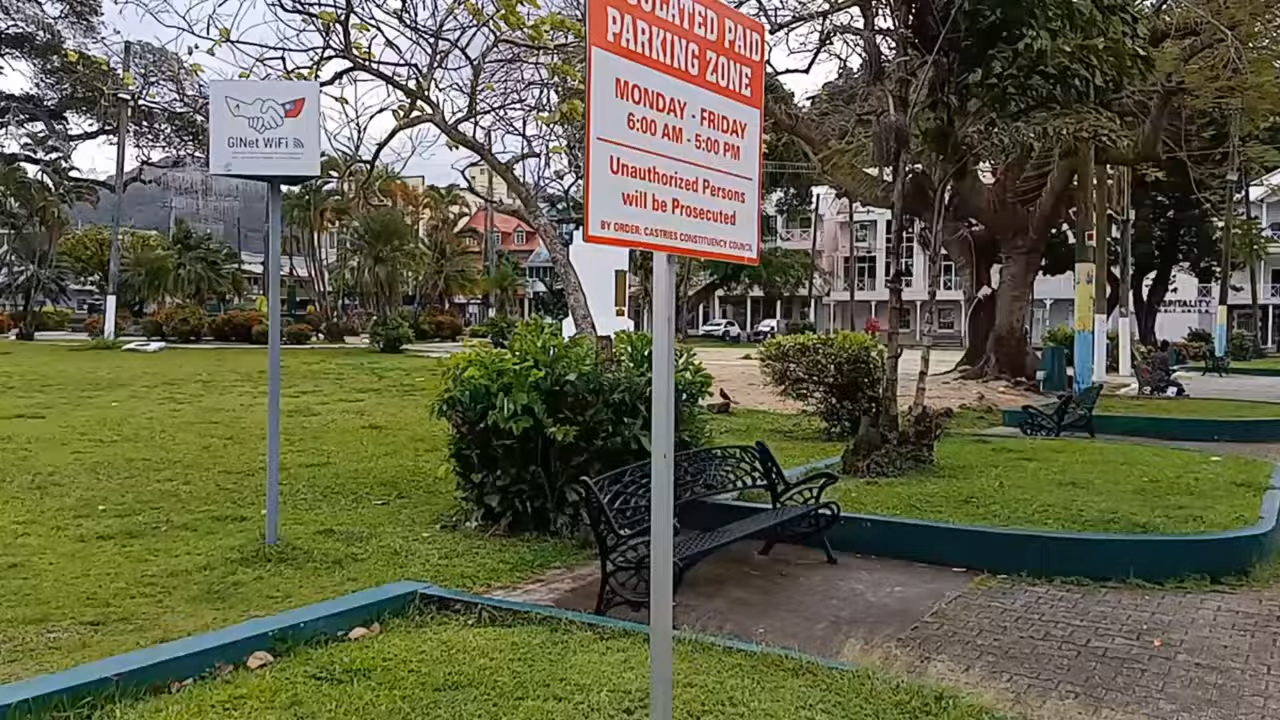 GINet WiFi
PAID
PARKING ZONE
MONDAY - FRIDAY
6:00 AM - 5:00 PM
Unauthorized Persons
will be Prosecuted
BY ORDER: CASTRIES CONSTITUENCY COUNCIL